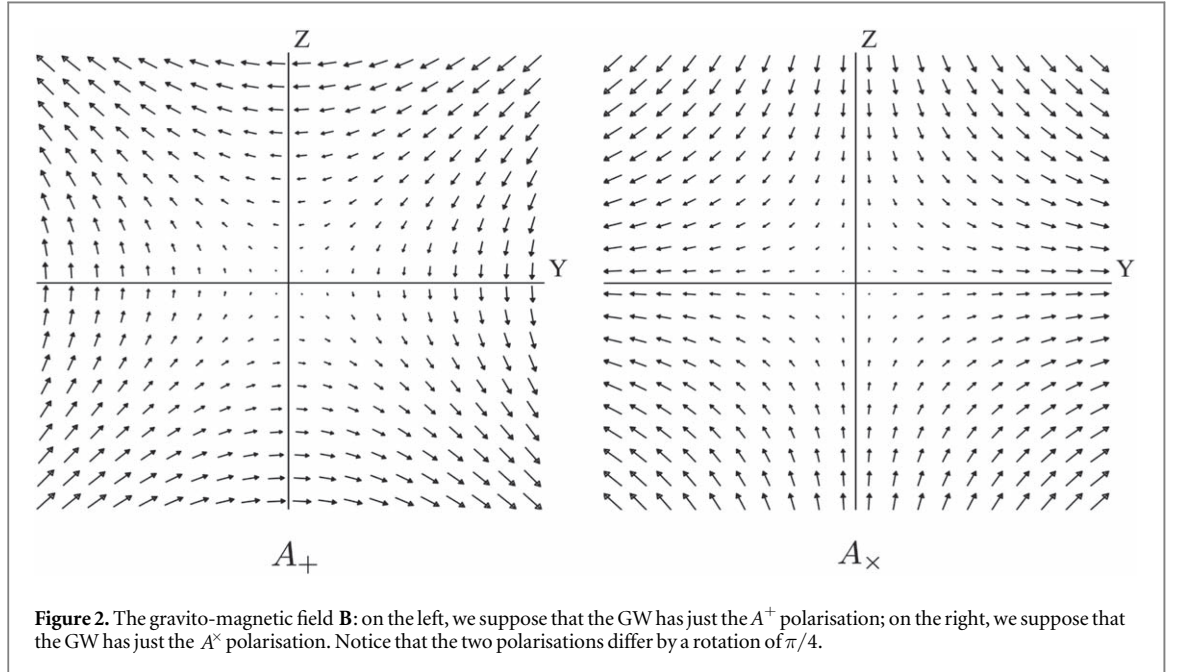 Z
Z
Y
Y
A₊
Aₓ
Figure 2. The gravito-magnetic field B: on the left, we suppose that the GW has just the A⁺ polarisation; on the right, we suppose that
the GW has just the A× polarisation. Notice that the two polarisations differ by a rotation of π/4.